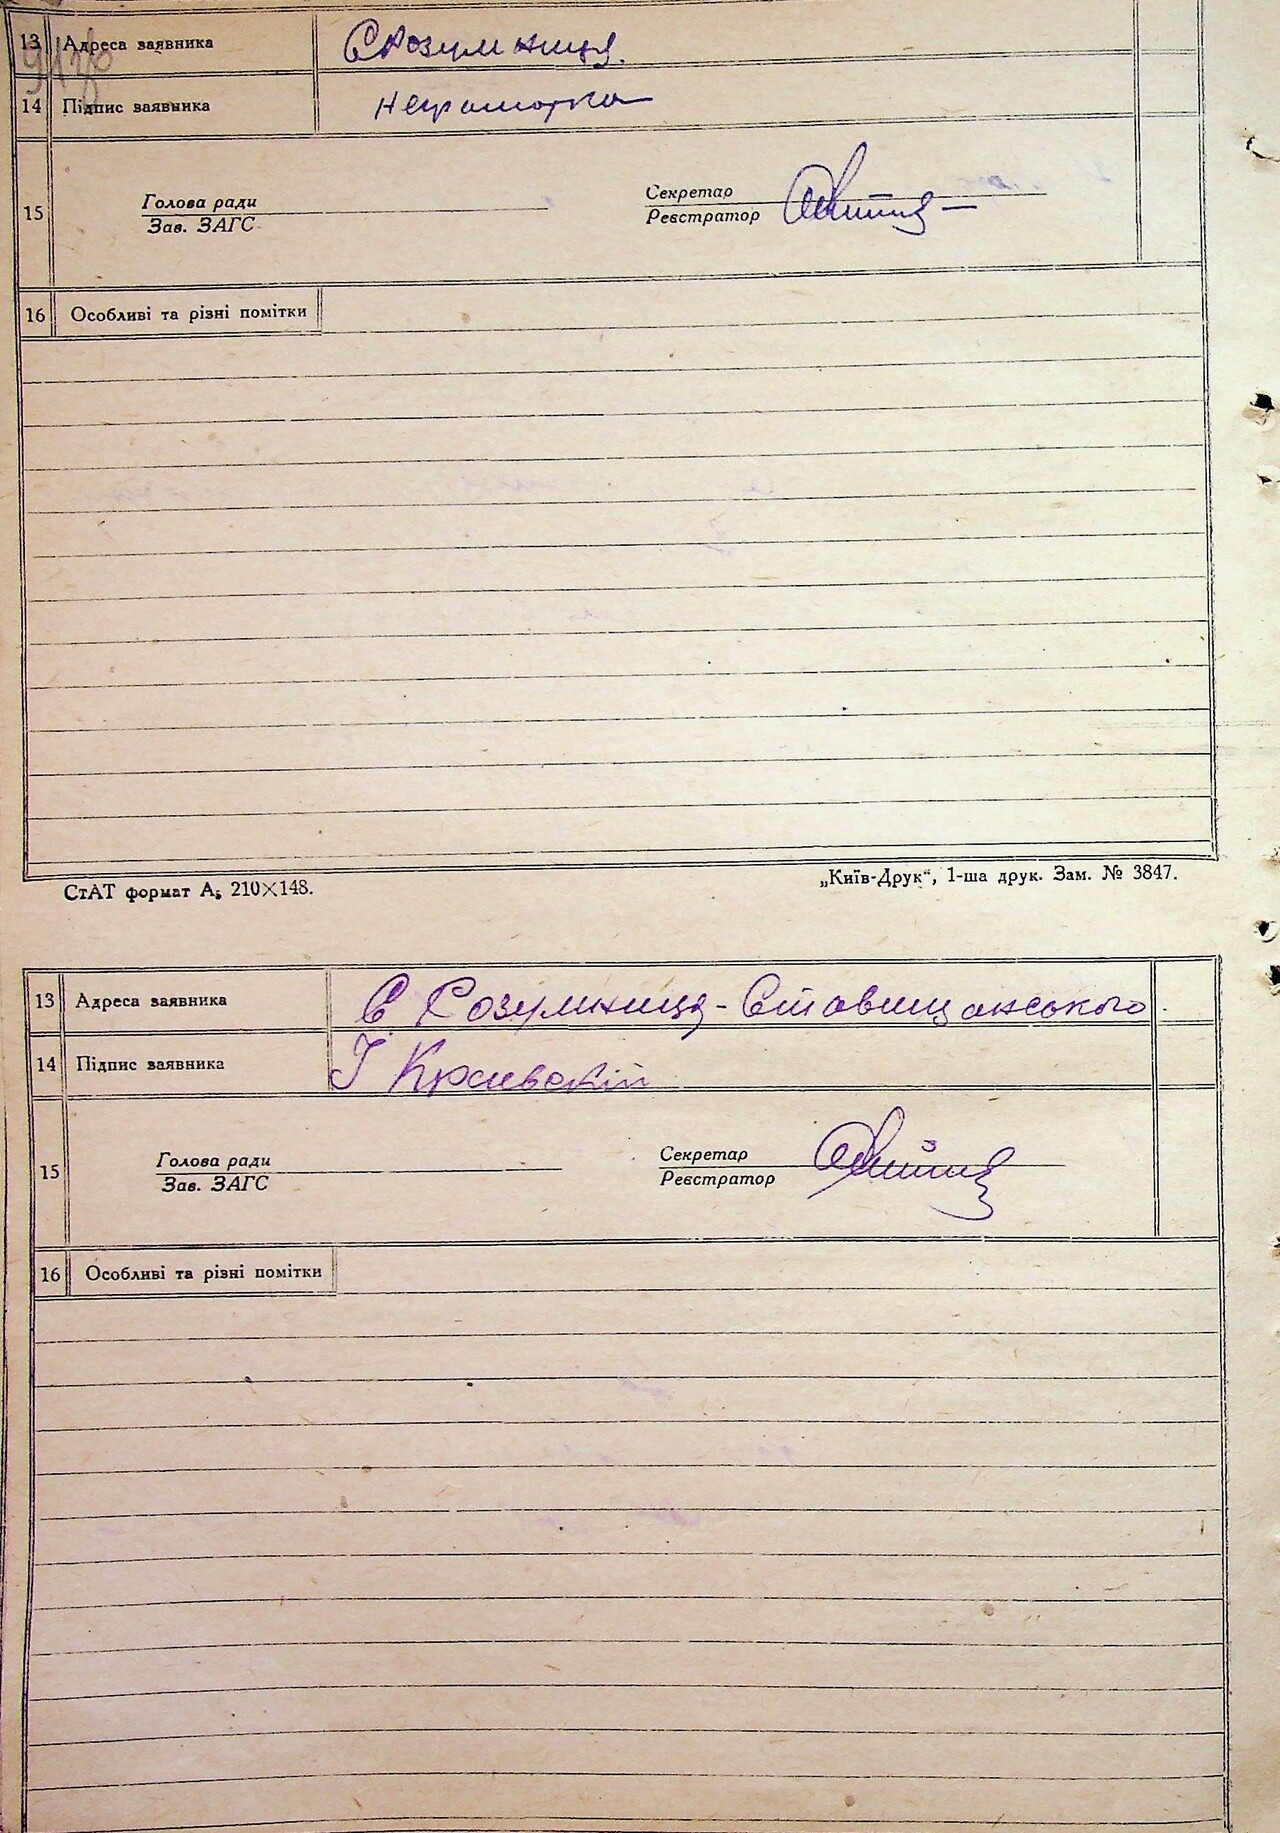 13 Адреса заявника С Розумниця.
14 Підпис заявника неграмотна
15 Голова ради Секретар
Зав. ЗАГС Реєстратор
16 Особливі та різні помітки
СтАТ формат А₅ 210×148. „Київ-Друк“, 1-ша друк. Зам. № 3847.
13 Адреса заявника С Розумниця-Ставищанського
14 Підпис заявника І Краевский
15 Голова ради Секретар
Зав. ЗАГС Реєстратор
16 Особливі та різні помітки